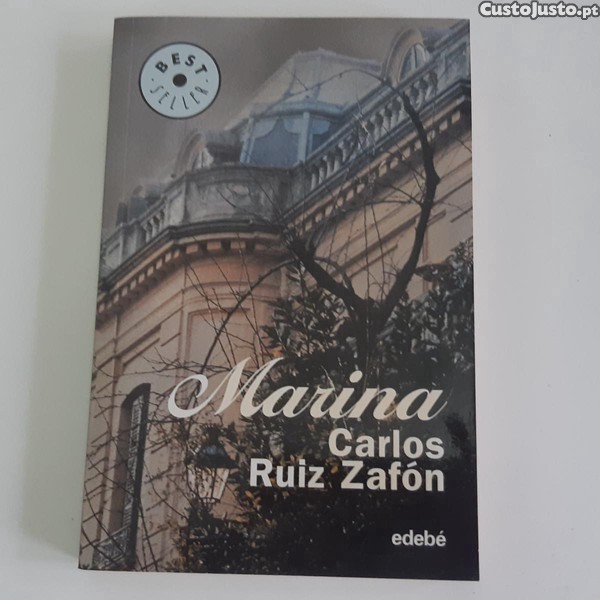 CustoJusto.pt
BEST
SELLER
Marina
Carlos
Ruiz Zafón
edebé